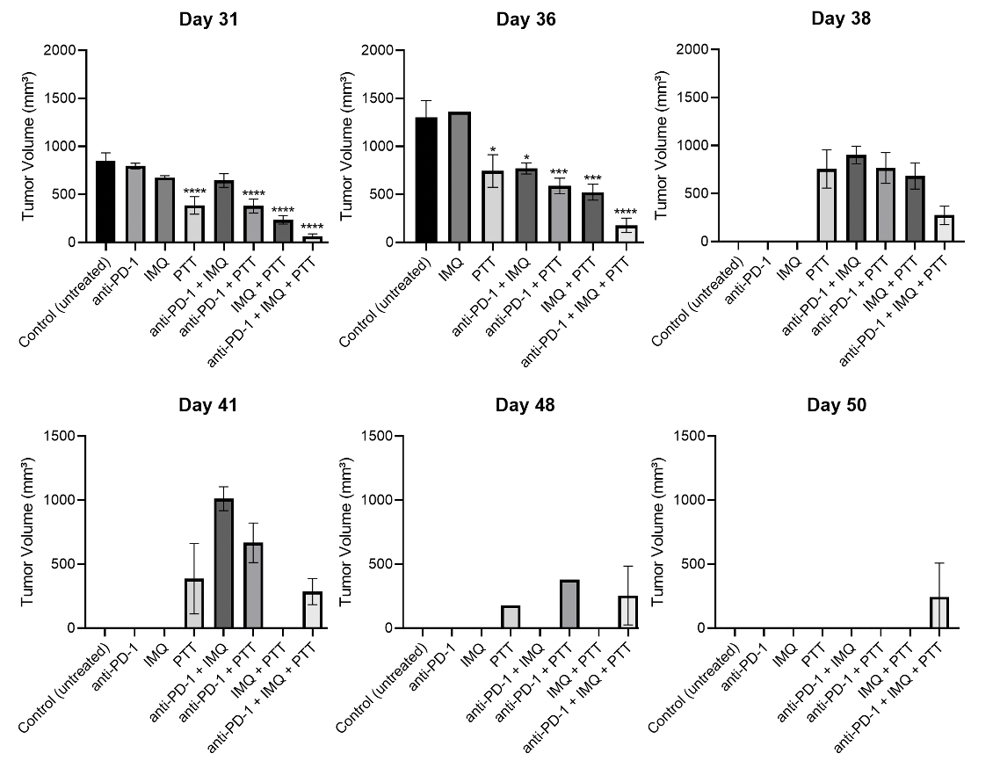 Day 31
Tumor Volume (mm³)
2000
1500
1000
500
0
****
****
****
****
Control (untreated)
anti-PD-1
IMQ
PTT
anti-PD-1 + IMQ
anti-PD-1 + PTT
IMQ + PTT
anti-PD-1 + IMQ + PTT
Day 36
Tumor Volume (mm³)
2000
1500
1000
500
0
*
*
***
***
****
Control (untreated)
IMQ
PTT
anti-PD-1 + IMQ
anti-PD-1 + PTT
IMQ + PTT
anti-PD-1 + IMQ + PTT
Day 38
Tumor Volume (mm³)
2000
1500
1000
500
0
Control (untreated)
anti-PD-1
IMQ
PTT
anti-PD-1 + IMQ
anti-PD-1 + PTT
IMQ + PTT
anti-PD-1 + IMQ + PTT
Day 41
Tumor Volume (mm³)
1500
1000
500
0
Control (untreated)
anti-PD-1
IMQ
PTT
anti-PD-1 + IMQ
anti-PD-1 + PTT
IMQ + PTT
anti-PD-1 + IMQ + PTT
Day 48
Tumor Volume (mm³)
1500
1000
500
0
Control (untreated)
anti-PD-1
IMQ
PTT
anti-PD-1 + IMQ
anti-PD-1 + PTT
IMQ + PTT
anti-PD-1 + IMQ + PTT
Day 50
Tumor Volume (mm³)
1500
1000
500
0
Control (untreated)
anti-PD-1
IMQ
PTT
anti-PD-1 + IMQ
anti-PD-1 + PTT
IMQ + PTT
anti-PD-1 + IMQ + PTT